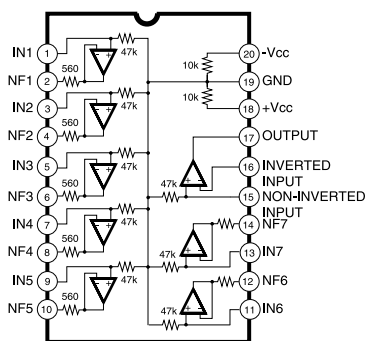 IN1 1 47k
560
NF1 2
IN2 3 47k
560
NF2 4
IN3 5 47k
560
NF3 6
IN4 7 47k
560
NF4 8
IN5 9 47k
560
NF5 10
20 -Vcc
10k
19 GND
10k
18 +Vcc
17 OUTPUT
16 INVERTED
INPUT
47k
15 NON-INVERTED
INPUT
14 NF7
47k
13 IN7
12 NF6
47k
11 IN6